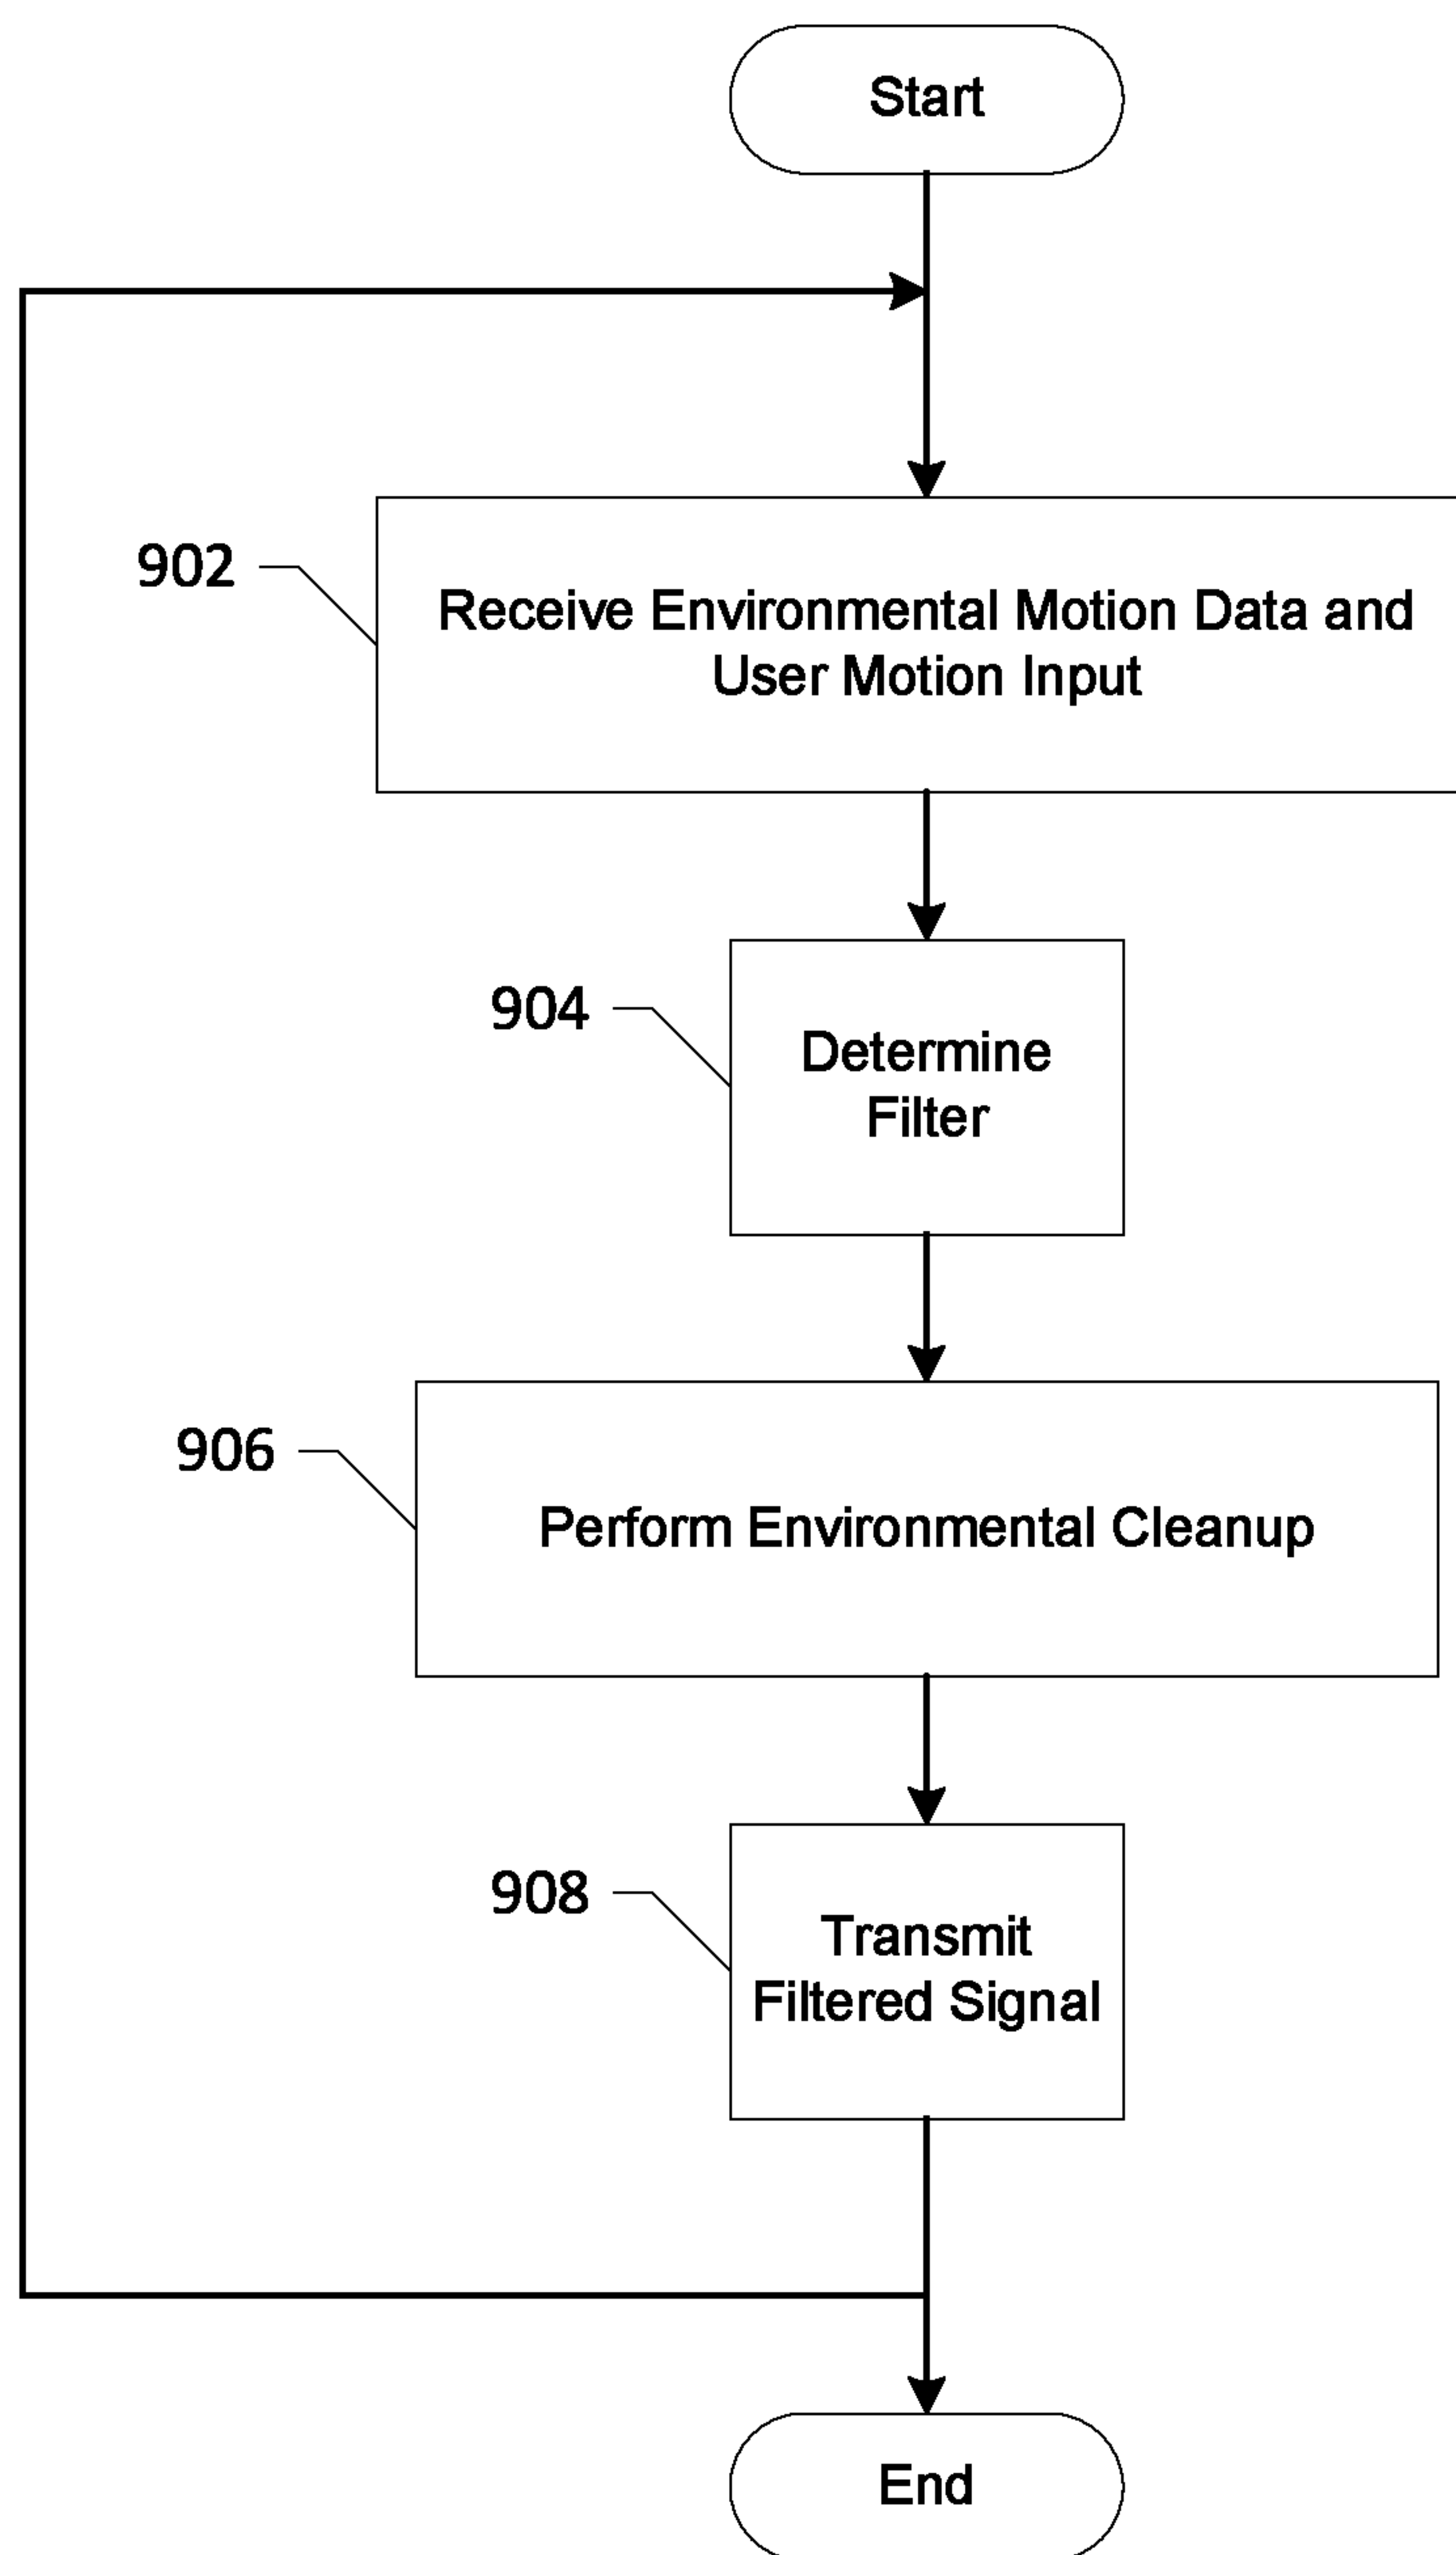 Start
902
Receive Environmental Motion Data and
User Motion Input
904
Determine
Filter
906
Perform Environmental Cleanup
908
Transmit
Filtered Signal
End